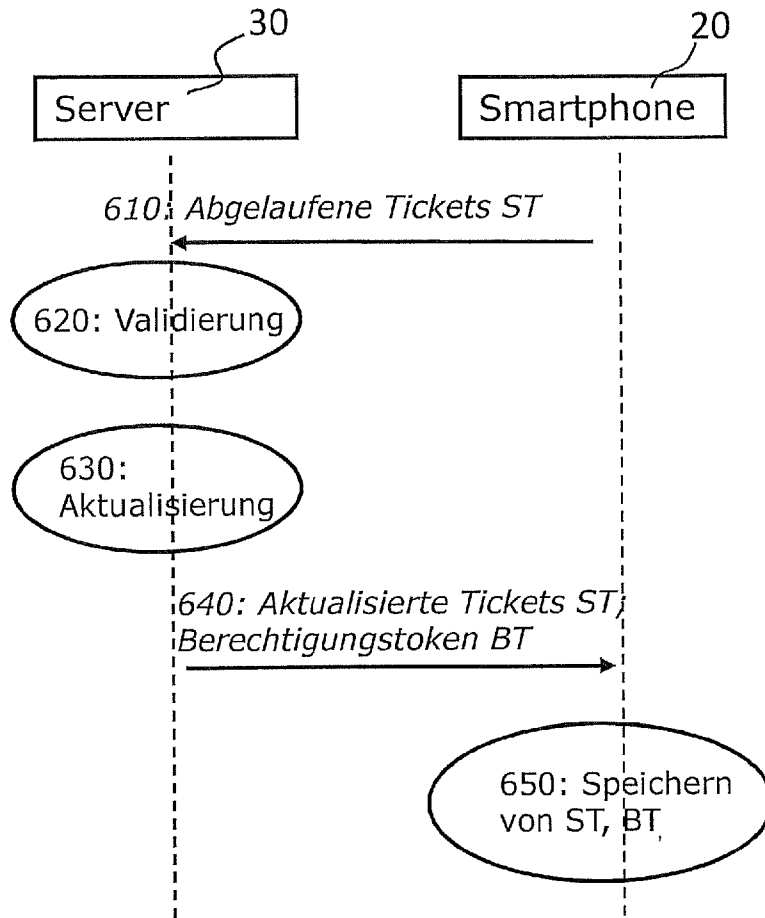 30
20
Server
Smartphone
610: Abgelaufene Tickets ST
620: Validierung
630:
Aktualisierung
640: Aktualisierte Tickets ST,
Berechtigungstoken BT
650: Speichern
von ST, BT